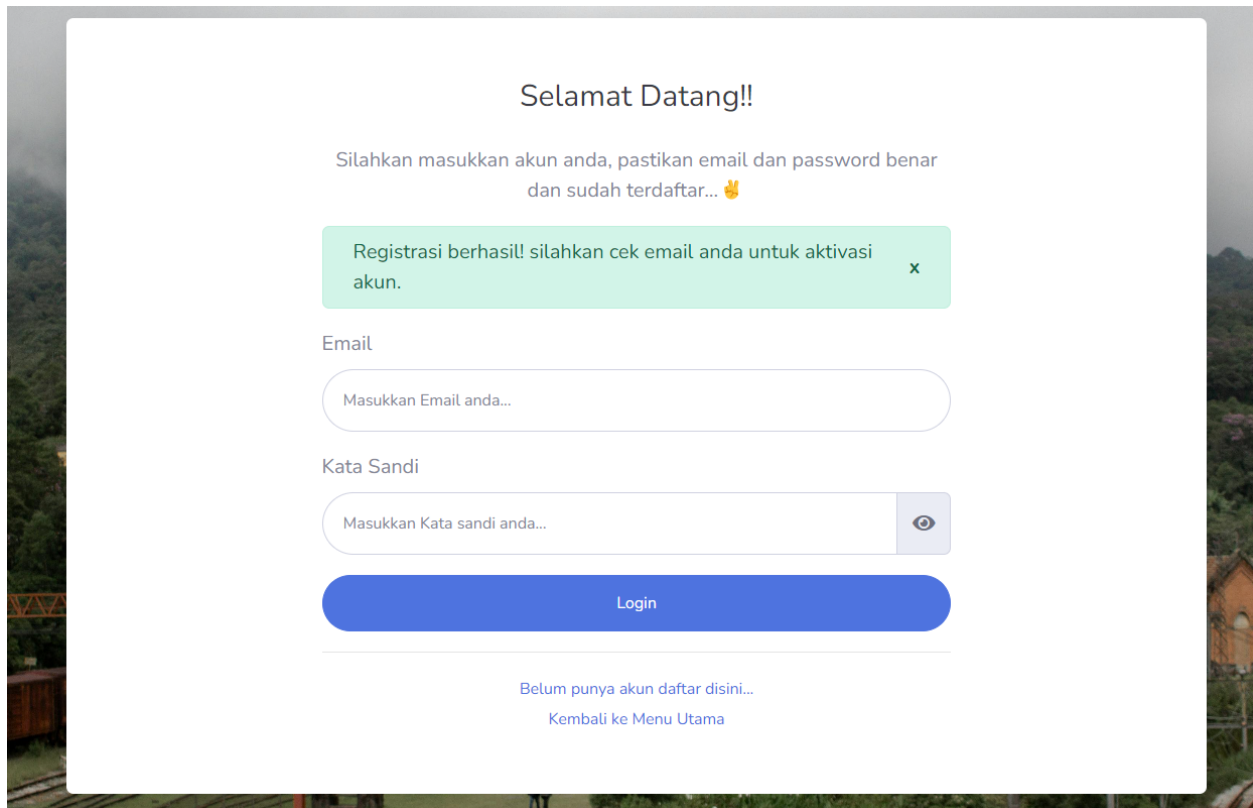 Selamat Datang!!
Silahkan masukkan akun anda, pastikan email dan password benar
dan sudah terdaftar... ✌
Registrasi berhasil! silahkan cek email anda untuk aktivasi
akun.
x
Email
Masukkan Email anda...
Kata Sandi
Masukkan Kata sandi anda...
Login
Belum punya akun daftar disini...
Kembali ke Menu Utama